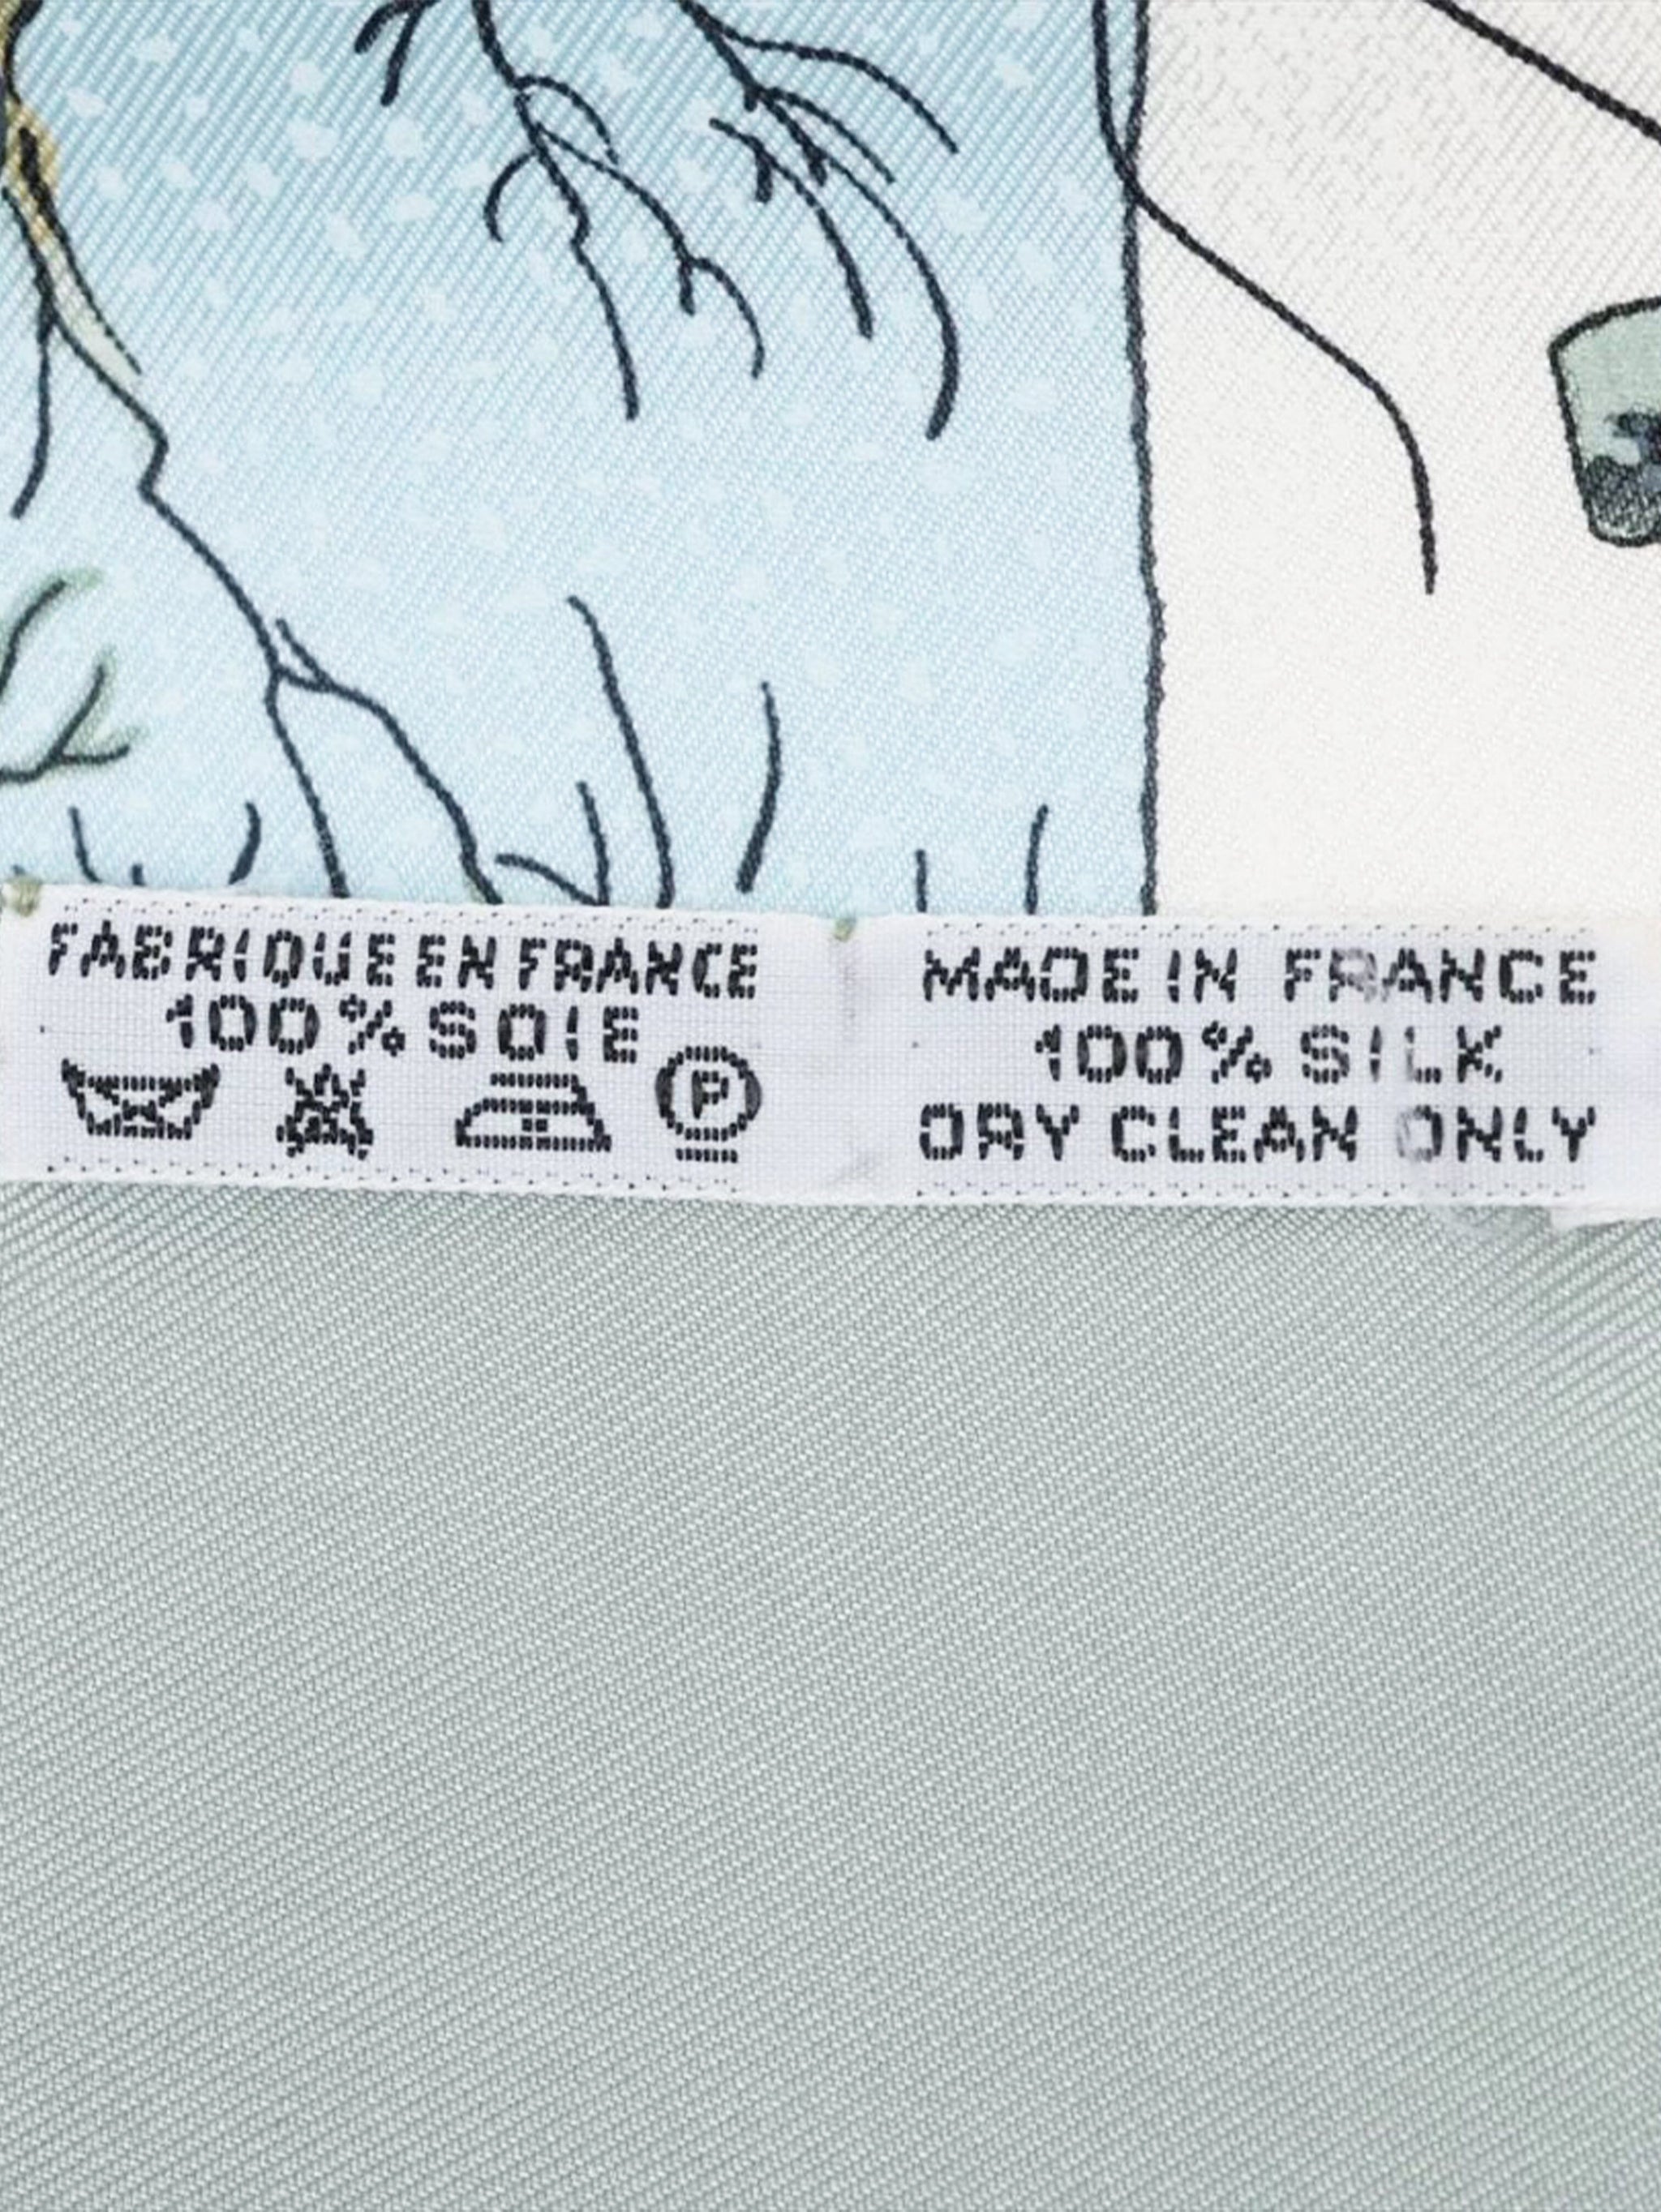 FABRIQUE EN FRANCE
100% SOIE
P
MADE IN FRANCE
100% SILK
DRY CLEAN ONLY